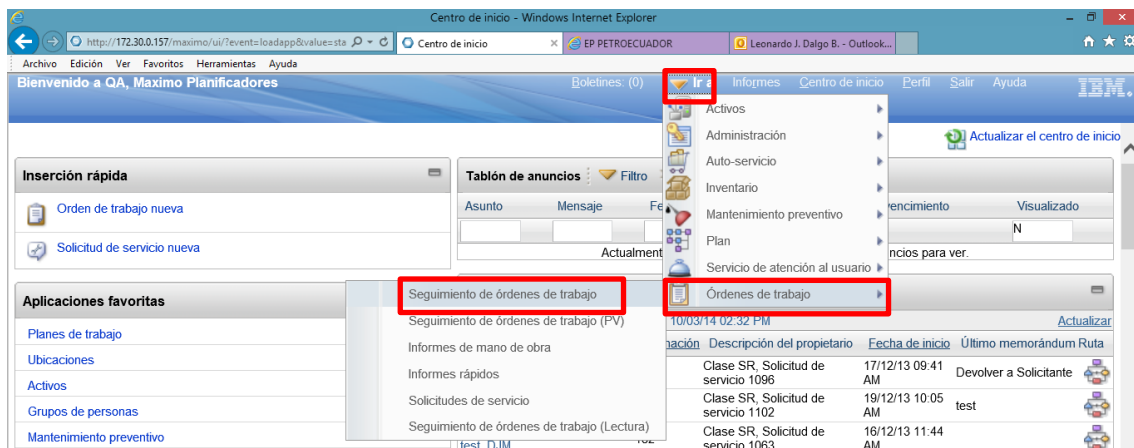 Centro de inicio - Windows Internet Explorer
http://172.30.0.157/maximo/ui/?event=loadapp&value=sta
Centro de inicio
EP PETROECUADOR
Leonardo J. Dalgo B. - Outlook...
Archivo Edición Ver Favoritos Herramientas Ayuda
Bienvenido a QA, Maximo Planificadores
Boletines: (0) Ir a Informes Centro de inicio Perfil Salir Ayuda
IBM.
Actualizar el centro de inicio
Activos
Administración
Auto-servicio
Inventario
Mantenimiento preventivo
Plan
Servicio de atención al usuario
Órdenes de trabajo
Inserción rápida
Orden de trabajo nueva
Solicitud de servicio nueva
Tablón de anuncios Filtro
Asunto Mensaje Fe vencimiento Visualizado
N
Actualment ncios para ver.
Aplicaciones favoritas
Planes de trabajo
Ubicaciones
Activos
Grupos de personas
Mantenimiento preventivo
Seguimiento de órdenes de trabajo
Seguimiento de órdenes de trabajo (PV)
Informes de mano de obra
Informes rápidos
Solicitudes de servicio
Seguimiento de órdenes de trabajo (Lectura)
10/03/14 02:32 PM Actualizar
nación Descripción del propietario Fecha de inicio Último memorándum Ruta
Clase SR, Solicitud de servicio 1096 17/12/13 09:41 AM Devolver a Solicitante
Clase SR, Solicitud de servicio 1102 19/12/13 10:05 AM test
Clase SR, Solicitud de servicio 1063 16/12/13 11:44 AM
test DJM